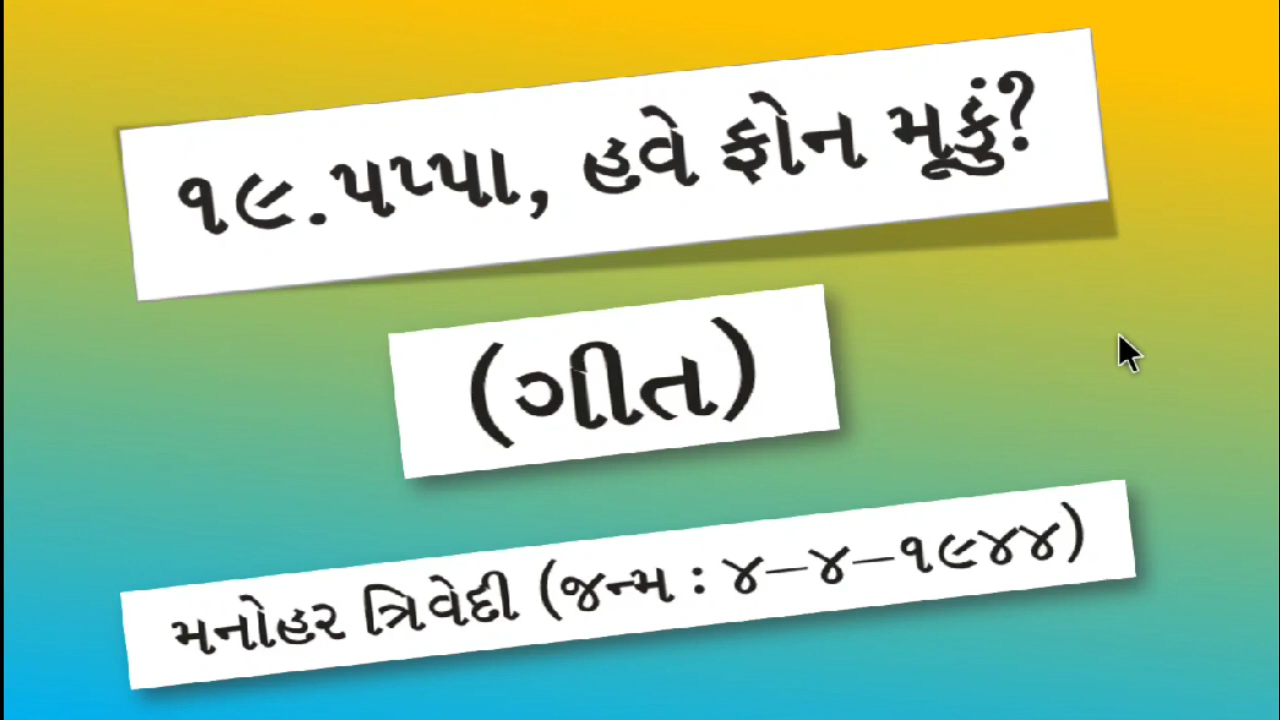 ૧૯. પપ્પા, હવે ફોન મૂકું?
(ગીત)
મનોહર ત્રિવેદી (જન્મ : ૪–૪–૧૯૪૪)